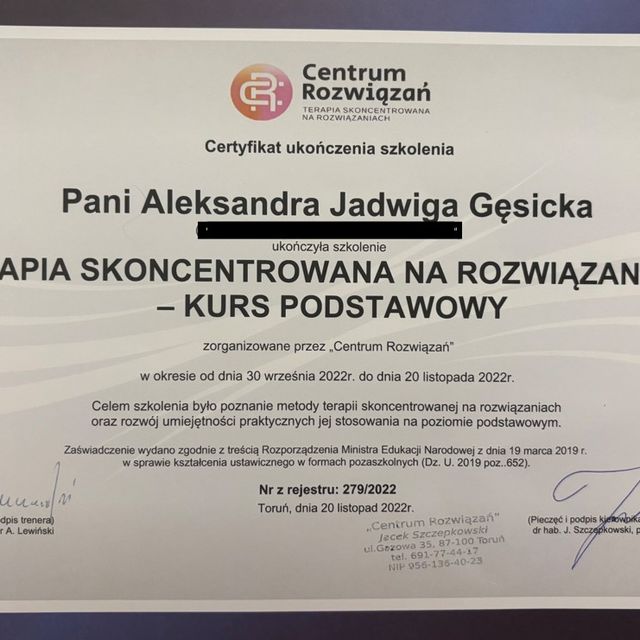 Centrum
Rozwiązań
TERAPIA SKONCENTROWANA
NA ROZWIĄZANIACH
Certyfikat ukończenia szkolenia
Pani Aleksandra Jadwiga Gęsicka
ukończyła szkolenie
APIA SKONCENTROWANA NA ROZWIĄZAN
– KURS PODSTAWOWY
zorganizowane przez „Centrum Rozwiązań"
w okresie od dnia 30 września 2022r. do dnia 20 listopada 2022r.
Celem szkolenia było poznanie metody terapii skoncentrowanej na rozwiązaniach
oraz rozwój umiejętności praktycznych jej stosowania na poziomie podstawowym.
Zaświadczenie wydano zgodnie z treścią Rozporządzenia Ministra Edukacji Narodowej z dnia 19 marca 2019 r.
w sprawie kształcenia ustawicznego w formach pozaszkolnych (Dz. U. 2019 poz..652).
Nr z rejestru: 279/2022
Toruń, dnia 20 listopad 2022r.
dpis trenera)
r A. Lewiński
„Centrum Rozwiązań"
Jacek Szczepkowski
ul.Gazowa 35, 87-100 Toruń
tel. 691-77-44-17
NIP 956-136-40-23
(Pieczęć i podpis kierownika
dr hab. J. Szczepkowski, p